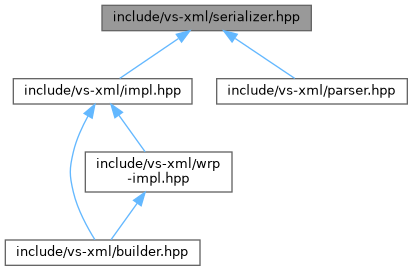 include/vs-xml/serializer.hpp
include/vs-xml/impl.hpp
include/vs-xml/parser.hpp
include/vs-xml/wrp
-impl.hpp
include/vs-xml/builder.hpp